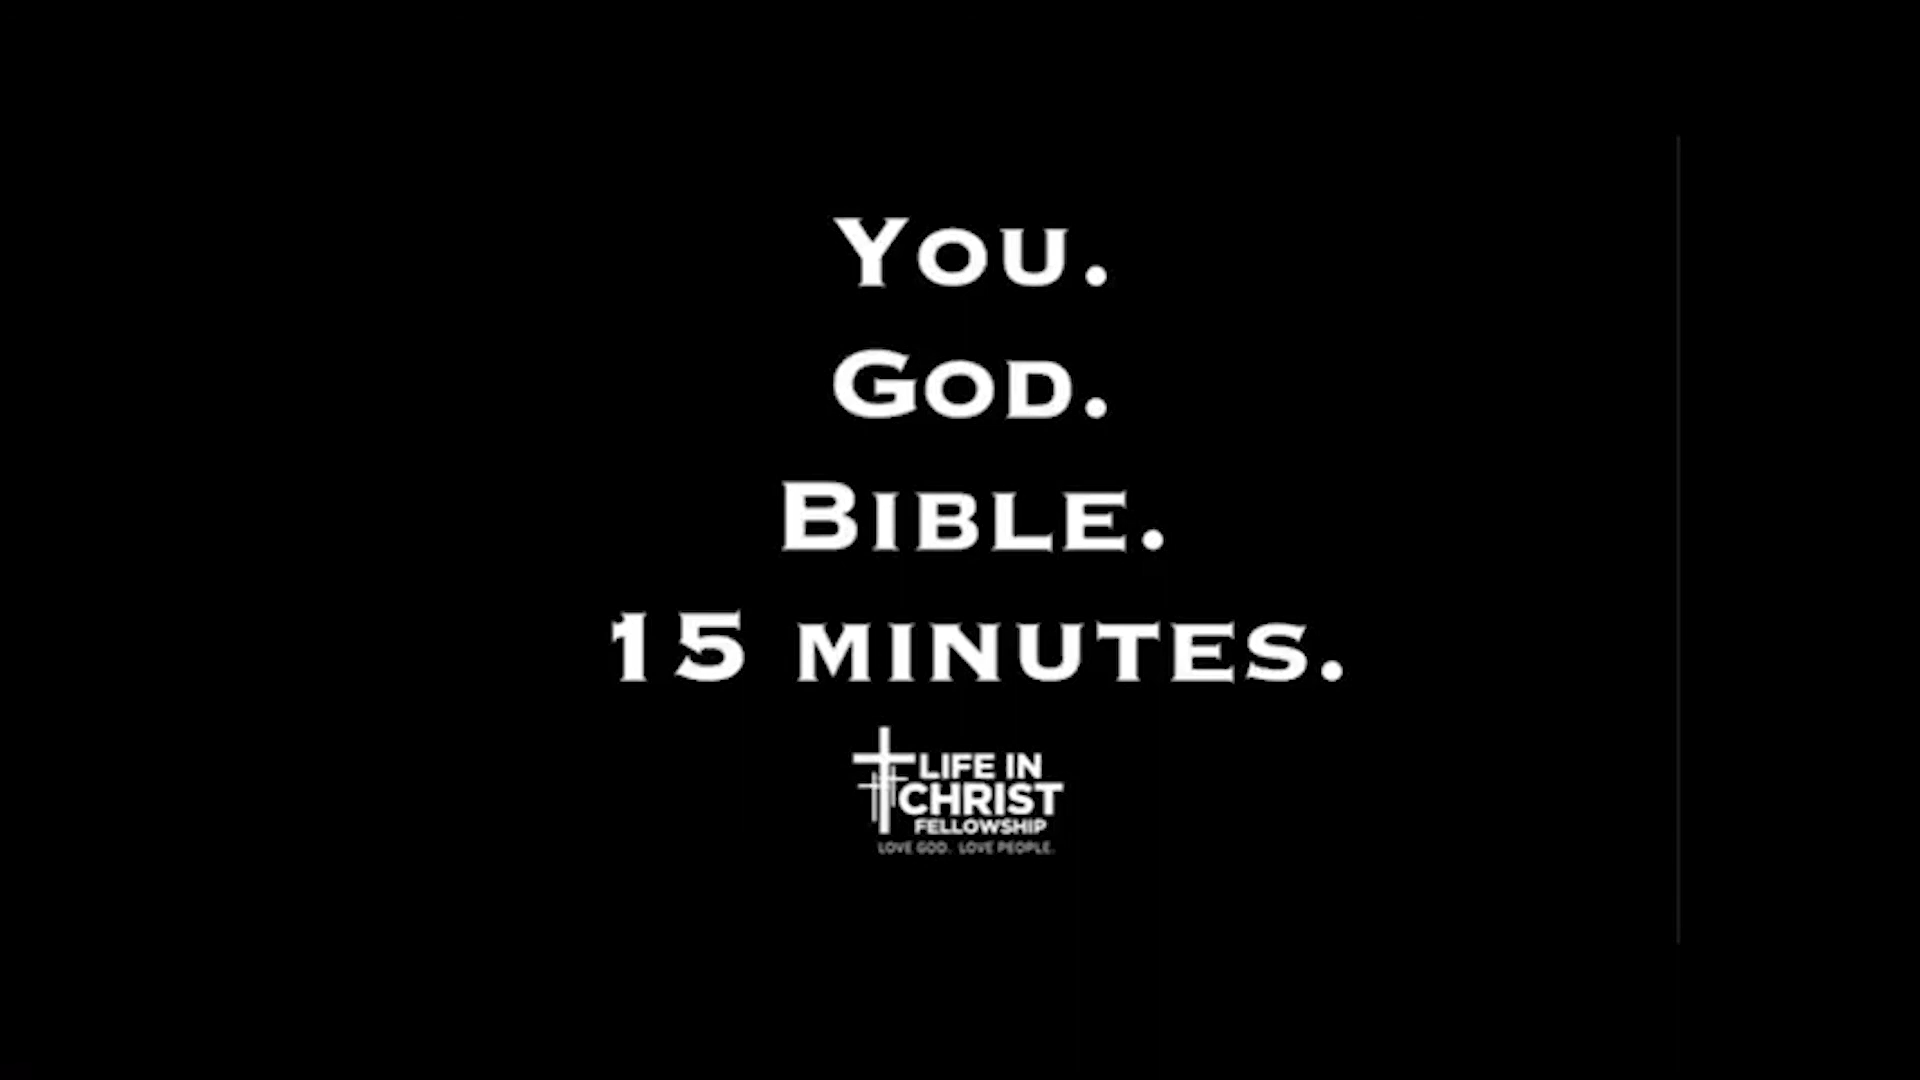 You.
God.
Bible.
15 minutes.
LIFE IN
CHRIST
FELLOWSHIP
LOVE GOD. LOVE PEOPLE.